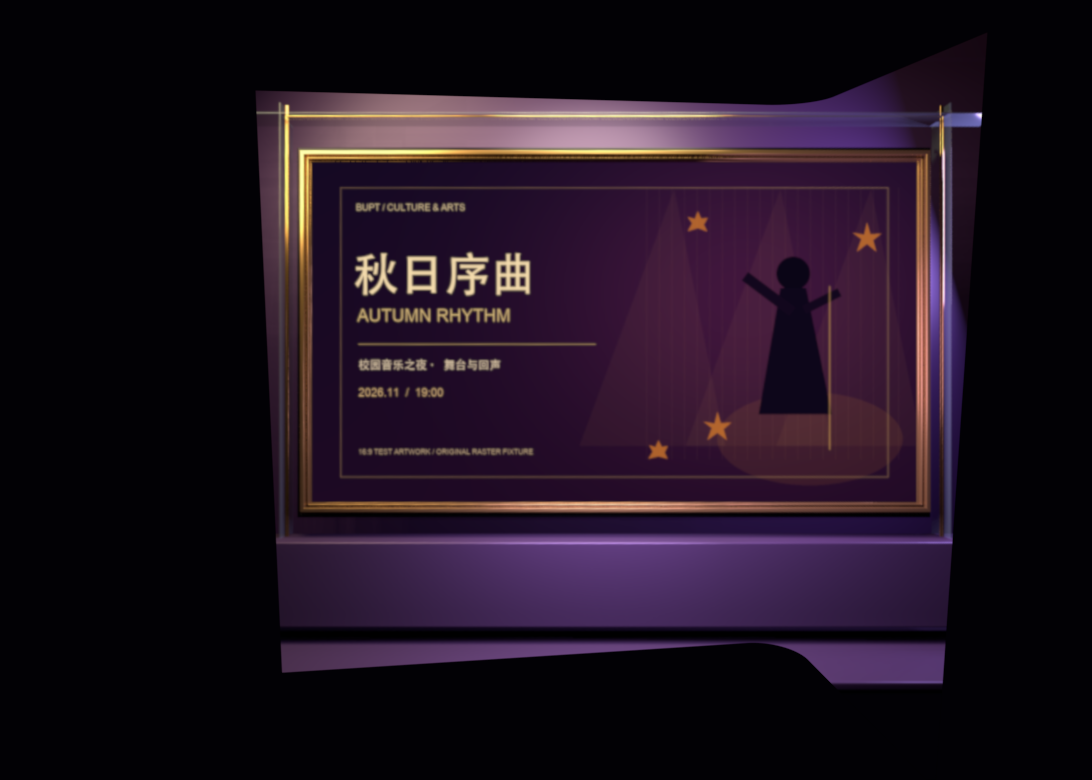 BUPT / CULTURE & ARTS
秋日序曲
AUTUMN RHYTHM
校园音乐之夜 · 舞台与回声
2026.11 / 19:00
16:9 TEST ARTWORK / ORIGINAL RASTER FIXTURE